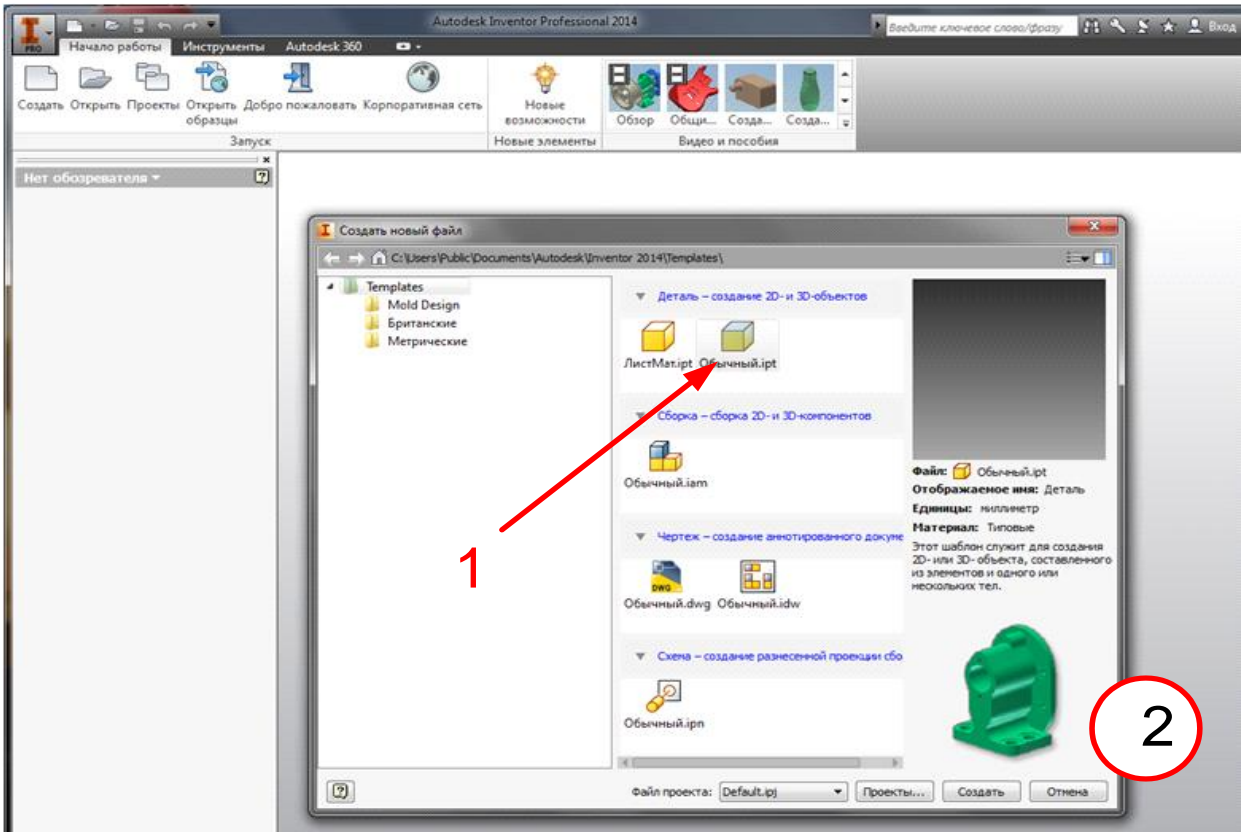 Autodesk Inventor Professional 2014
Введите ключевое слово/фразу
Вход
PRO
Начало работы Инструменты Autodesk 360
Создать Открыть Проекты Открыть образцы Добро пожаловать Корпоративная сеть
Новые возможности
Обзор Общи... Созда... Созда...
Запуск Новые элементы Видео и пособия
Нет обозревателя
Создать новый файл
C:\Users\Public\Documents\Autodesk\Inventor 2014\Templates\
Templates
Mold Design
Британские
Метрические
Деталь – создание 2D- и 3D-объектов
ЛистМат.ipt Обычный.ipt
Сборка – сборка 2D- и 3D-компонентов
Обычный.iam
Чертеж – создание аннотированного докуме
DWG
Обычный.dwg Обычный.idw
Схема – создание разнесенной проекции сбо
Обычный.ipn
Файл: Обычный.ipt
Отображаемое имя: Деталь
Единицы: миллиметр
Материал: Типовые
Этот шаблон служит для создания
2D- или 3D- объекта, составленного
из элементов и одного или
нескольких тел.
1
2
Файл проекта: Default.ipj Проекты... Создать Отмена